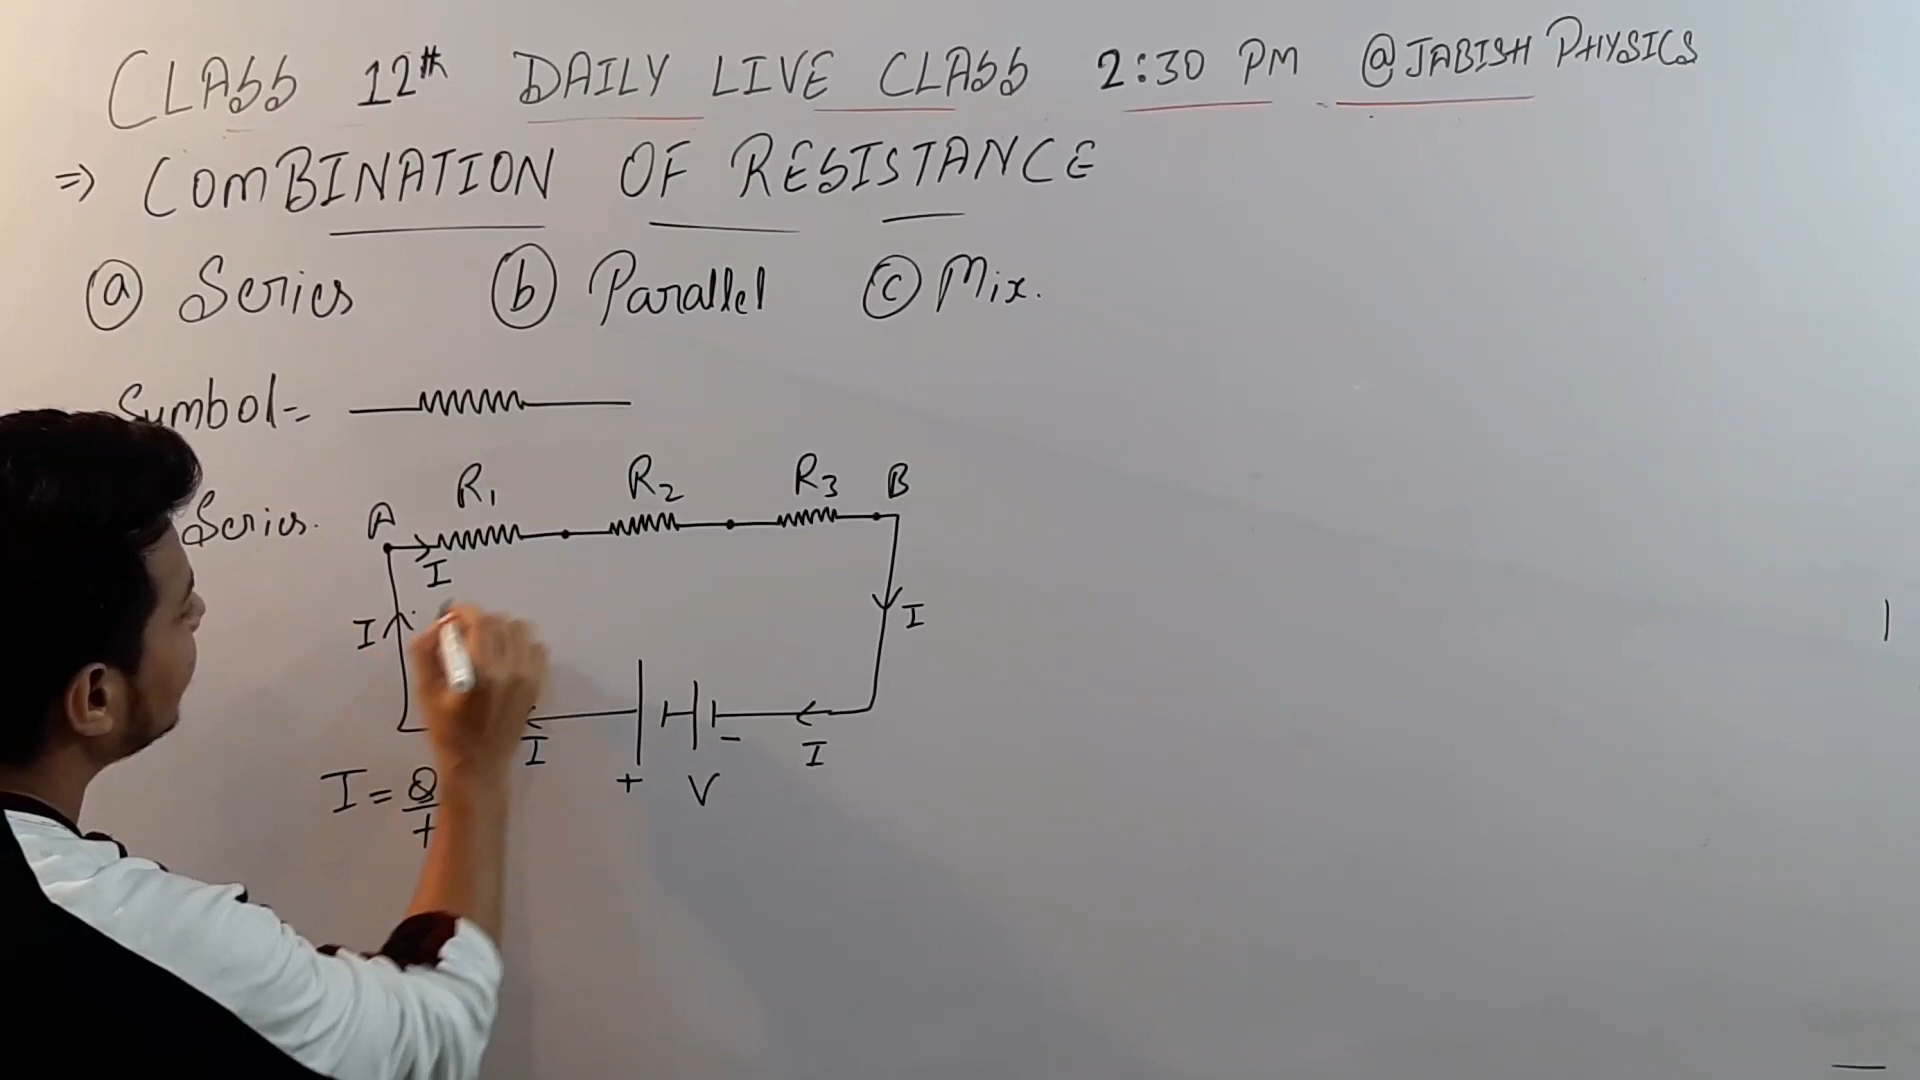 CLASS 12th DAILY LIVE CLASS 2:30 PM @JABISH PHYSICS
⇒ COMBINATION OF RESISTANCE
(a) Series (b) Parallel (c) Mix.
Symbol -
Series. A R1 R2 R3 B
I
I I
I I
+ V -
I = Q/t